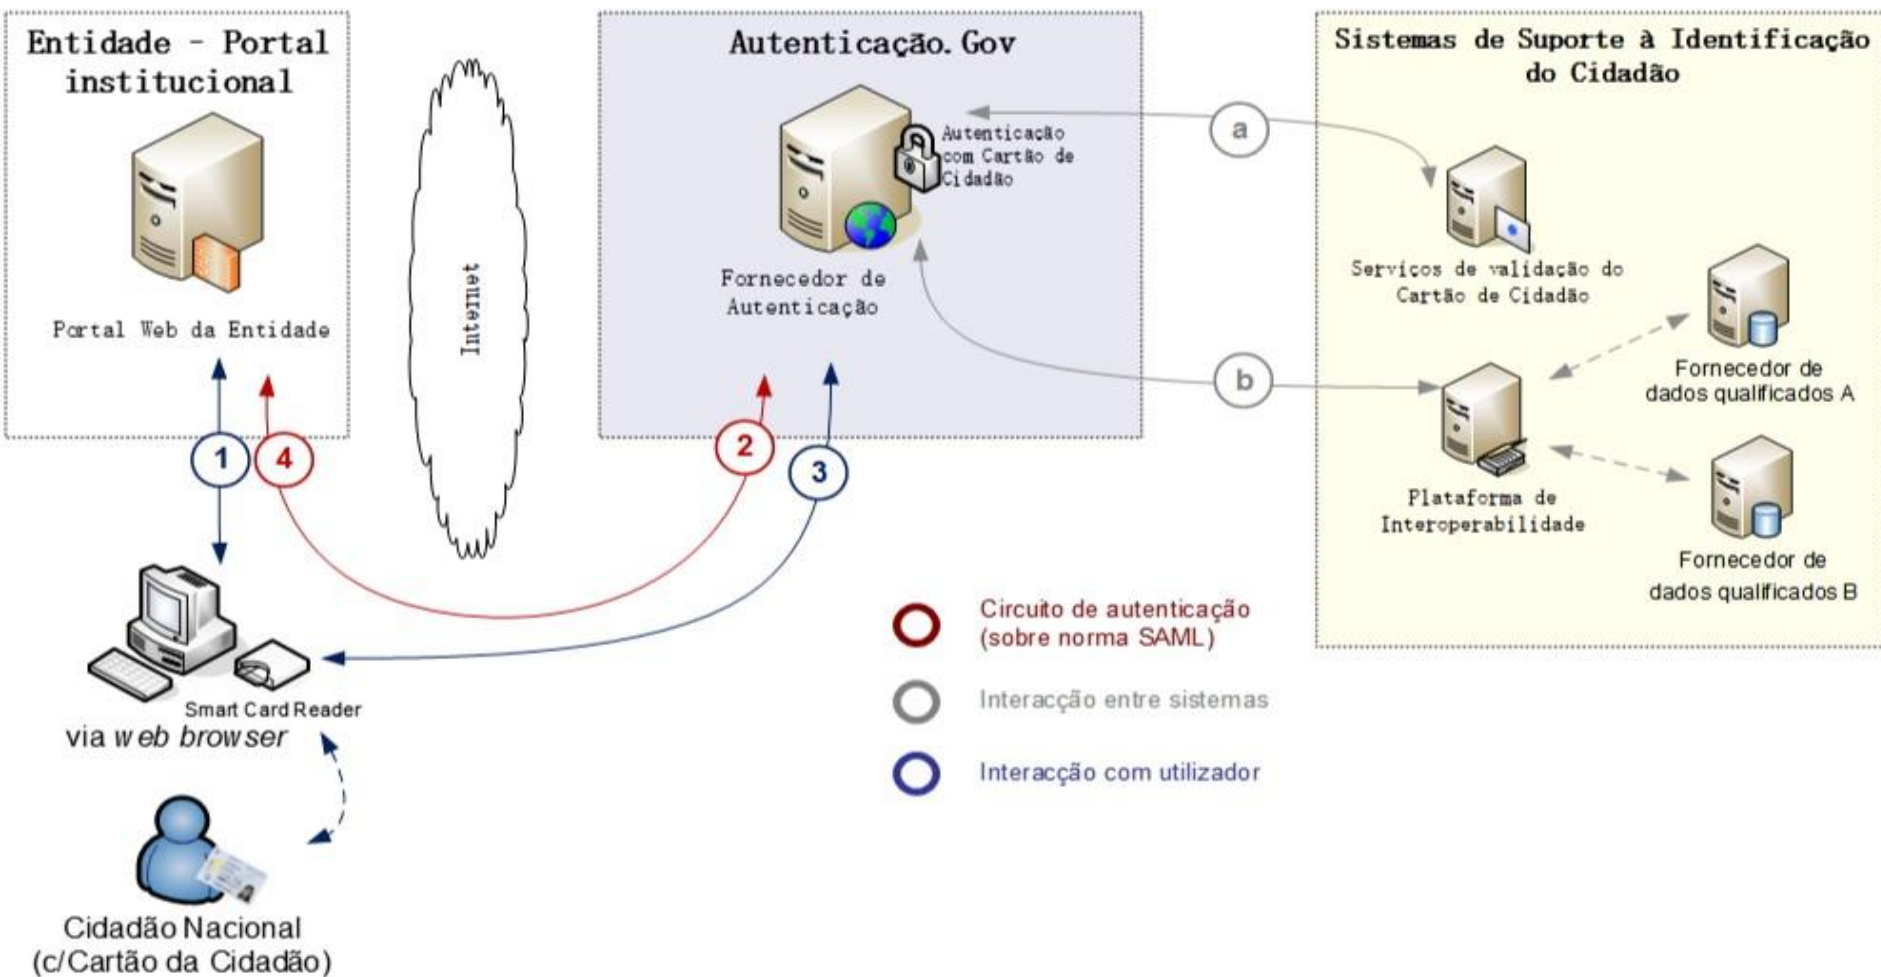 Entidade - Portal
institucional
Portal Web da Entidade
Internet
Autenticação.Gov
Autenticação
com Cartão de
Cidadão
Fornecedor de
Autenticação
Sistemas de Suporte à Identificação
do Cidadão
a
Serviços de validação do
Cartão de Cidadão
Fornecedor de
dados qualificados A
b
Plataforma de
Interoperabilidade
Fornecedor de
dados qualificados B
1
4
2
3
Smart Card Reader
via web browser
Cidadão Nacional
(c/Cartão da Cidadão)
Circuito de autenticação
(sobre norma SAML)
Interacção entre sistemas
Interacção com utilizador